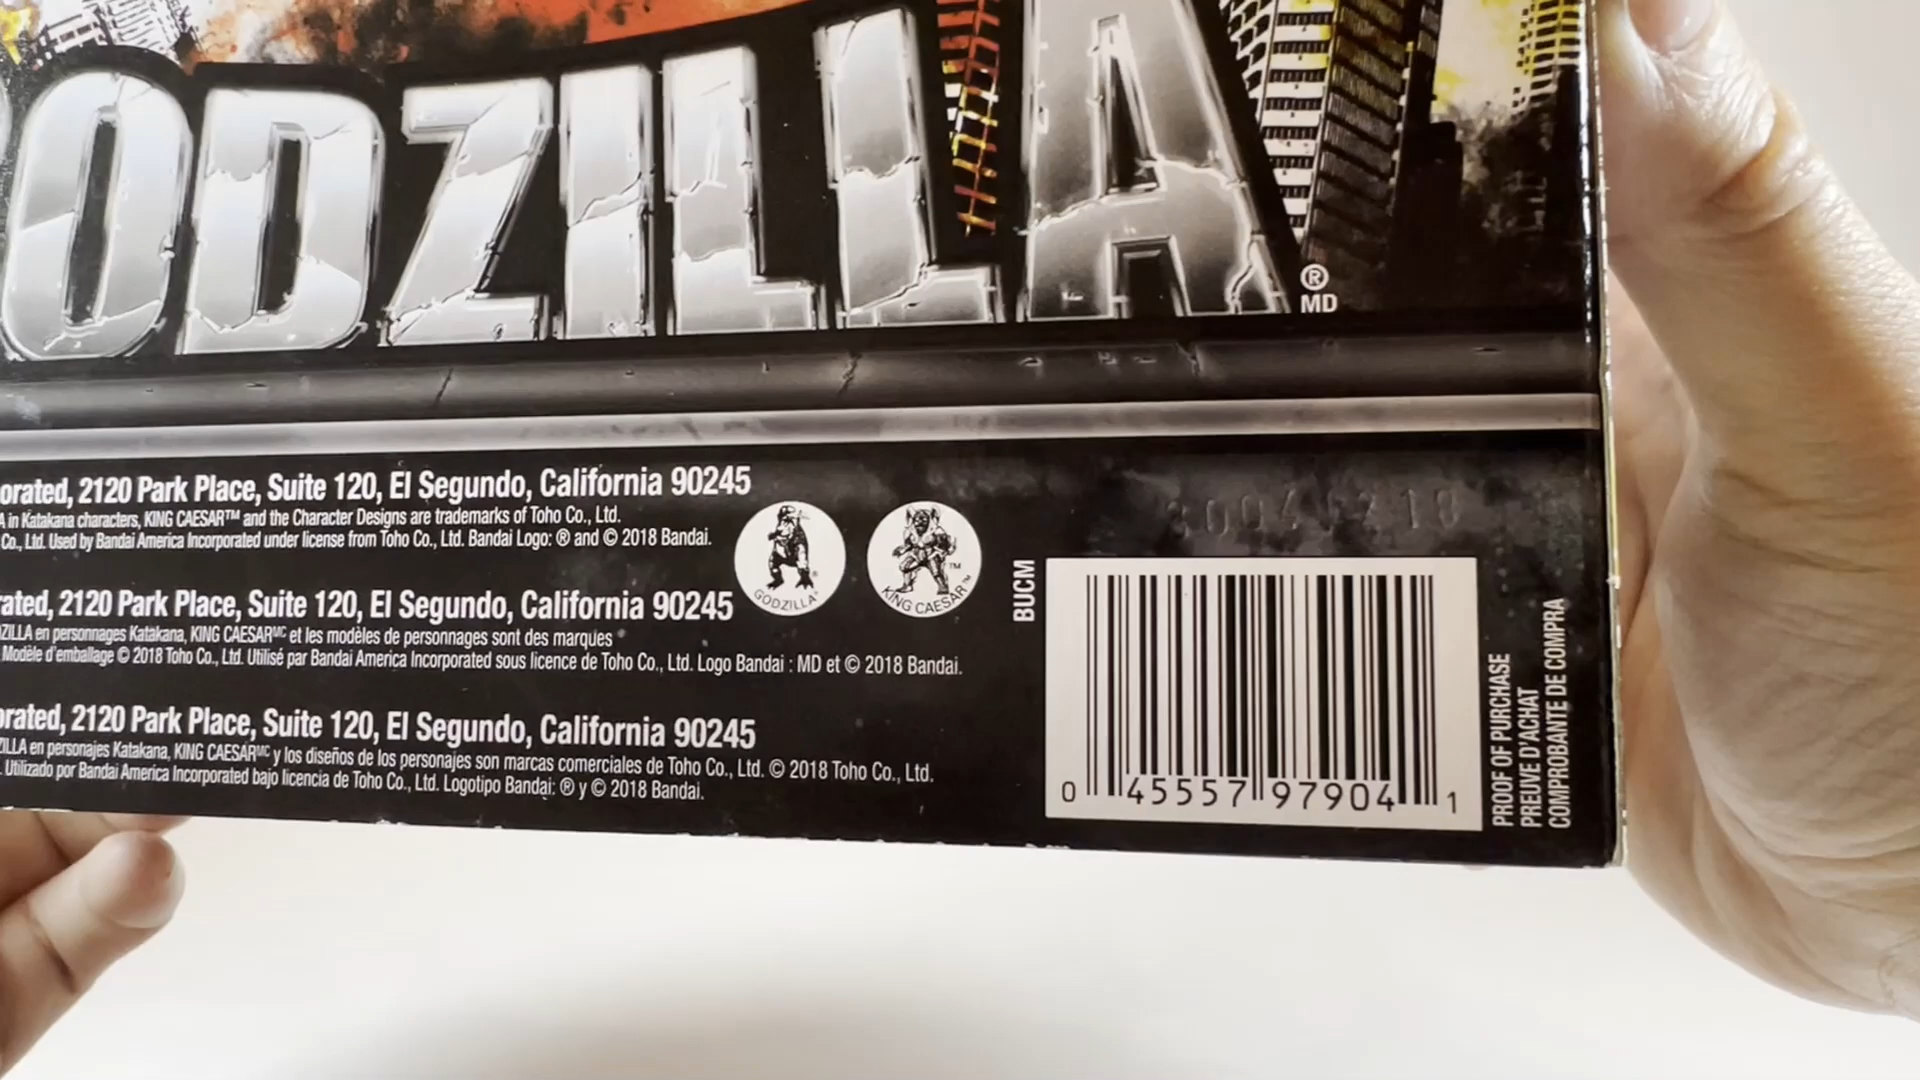 ODZILLA
®
MD
orated, 2120 Park Place, Suite 120, El Segundo, California 90245
A in Katakana characters, KING CAESAR™ and the Character Designs are trademarks of Toho Co., Ltd.
Co., Ltd. Used by Bandai America Incorporated under license from Toho Co., Ltd. Bandai Logo: ® and © 2018 Bandai.
rated, 2120 Park Place, Suite 120, El Segundo, California 90245
ZILLA en personnages Katakana, KING CAESARMC et les modèles de personnages sont des marques
Modèle d'emballage © 2018 Toho Co., Ltd. Utilisé par Bandai America Incorporated sous licence de Toho Co., Ltd. Logo Bandai : MD et © 2018 Bandai.
orated, 2120 Park Place, Suite 120, El Segundo, California 90245
ZILLA en personajes Katakana, KING CAESARMC y los diseños de los personajes son marcas comerciales de Toho Co., Ltd. © 2018 Toho Co., Ltd.
. Utilizado por Bandai America Incorporated bajo licencia de Toho Co., Ltd. Logotipo Bandai: ® y © 2018 Bandai.
GODZILLA®
™
KING CAESAR™
BUCM
0 45557 97904 1
PROOF OF PURCHASE
PREUVE D'ACHAT
COMPROBANTE DE COMPRA